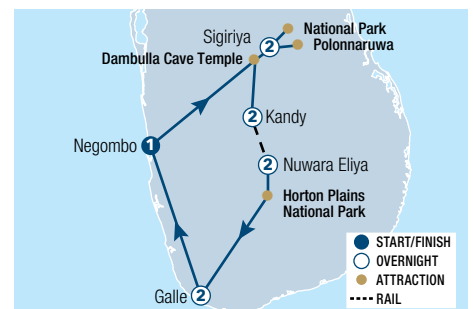 National Park
Sigiriya
2
Polonnaruwa
Dambulla Cave Temple
2
Kandy
Negombo
1
2
Nuwara Eliya
Horton Plains
National Park
START/FINISH
OVERNIGHT
ATTRACTION
RAIL
Galle
2